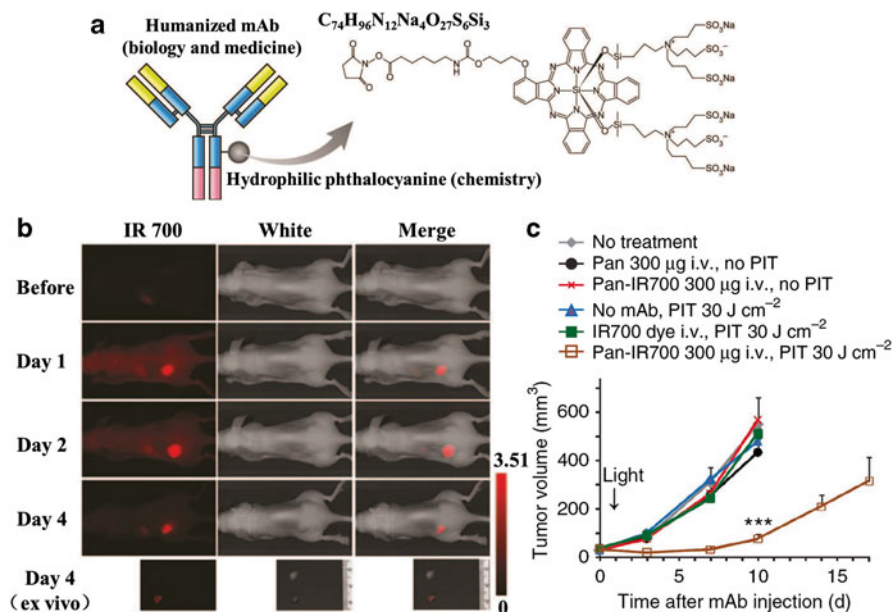 a
Humanized mAb
(biology and medicine)
C74H96N12Na4O27S6Si3
Hydrophilic phthalocyanine (chemistry)
O
N
O
O
O
H
N
O
O
O
N
N
N
N
N
N
N
N
Si
O
O
Si
N+
SO3Na
SO3−
SO3Na
Si
N+
SO3Na
SO3−
SO3Na
b
IR 700
White
Merge
Before
Day 1
Day 2
Day 4
Day 4
(ex vivo)
3.51
0
c
No treatment
Pan 300 μg i.v., no PIT
Pan-IR700 300 μg i.v., no PIT
No mAb, PIT 30 J cm−2
IR700 dye i.v., PIT 30 J cm−2
Pan-IR700 300 μg i.v., PIT 30 J cm−2
Tumor volume (mm3)
600
400
200
0
Light
***
0
5
10
15
Time after mAb injection (d)